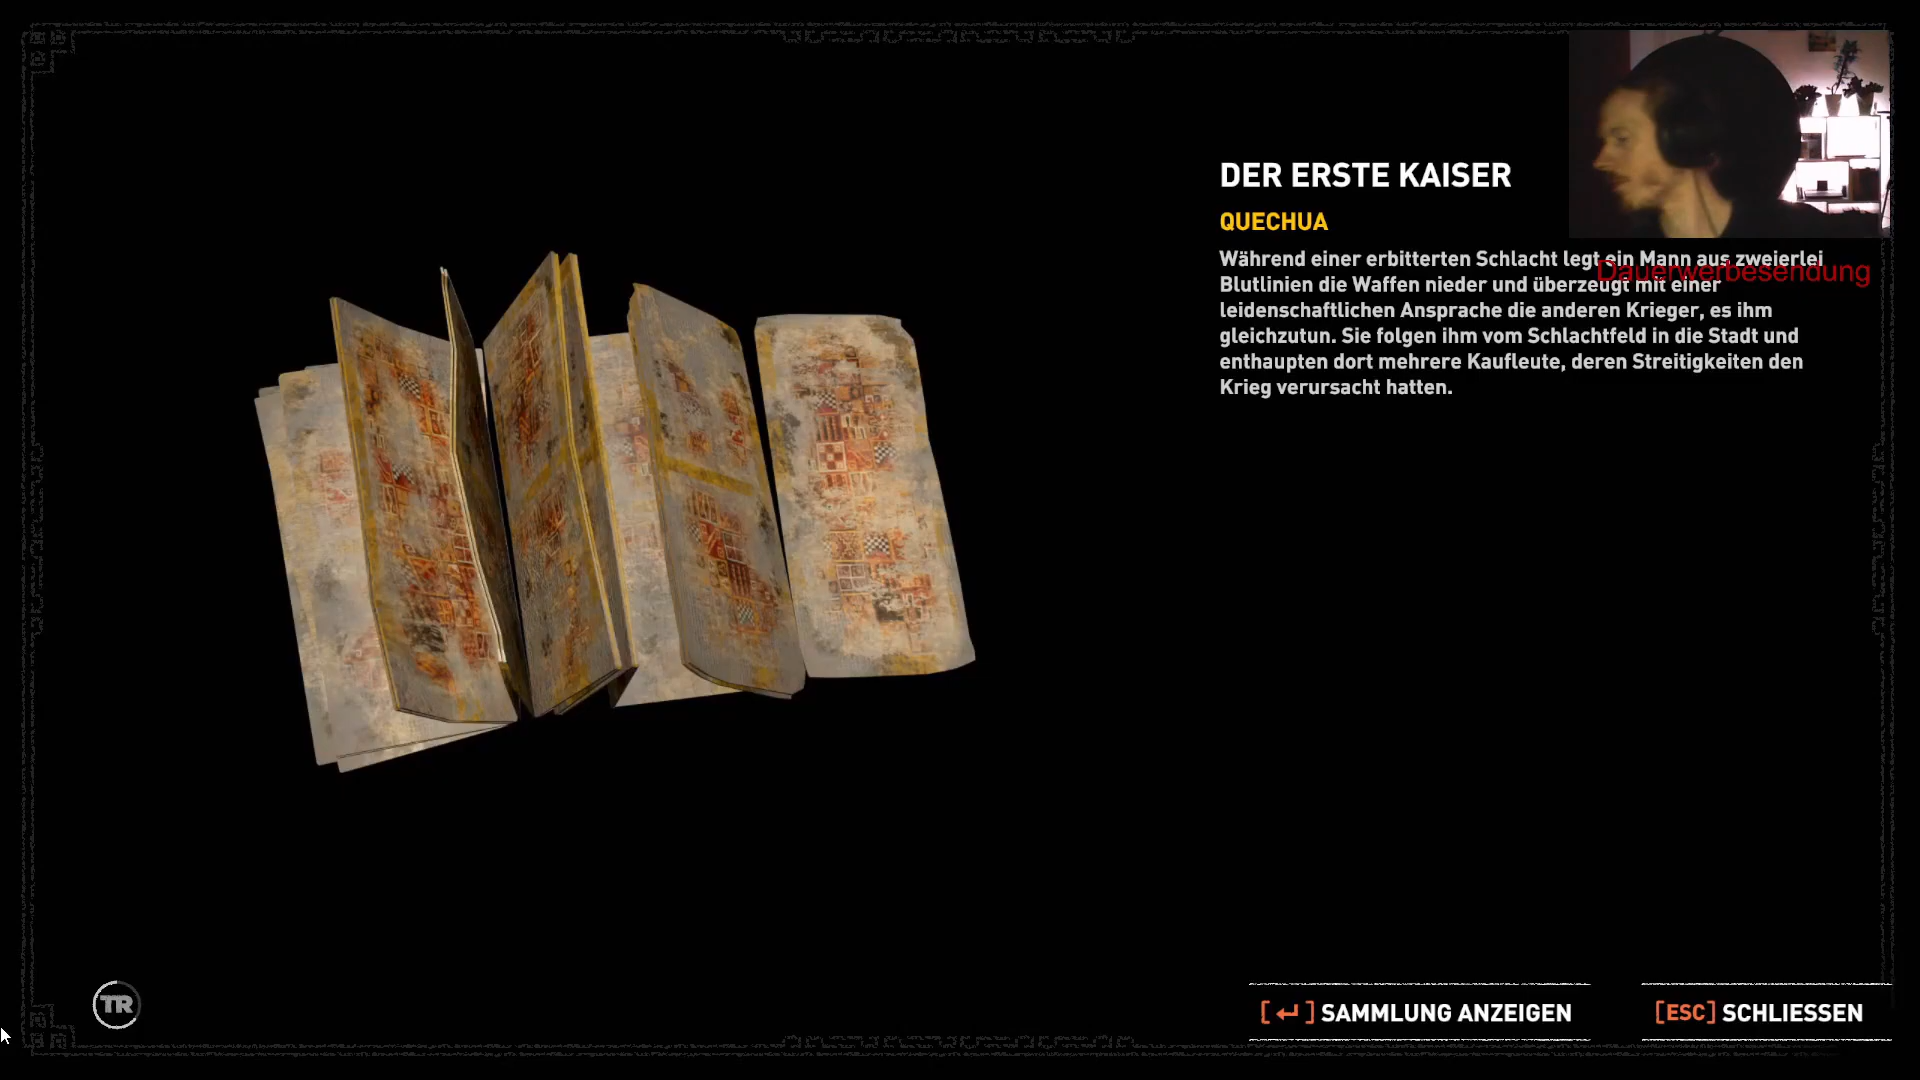 DER ERSTE KAISER
QUECHUA
Während einer erbitterten Schlacht legt ein Mann aus zweierlei
Dauerwerbesendung
Blutlinien die Waffen nieder und überzeugt mit einer
leidenschaftlichen Ansprache die anderen Krieger, es ihm
gleichzutun. Sie folgen ihm vom Schlachtfeld in die Stadt und
enthaupten dort mehrere Kaufleute, deren Streitigkeiten den
Krieg verursacht hatten.
TR
[↵] SAMMLUNG ANZEIGEN
[ESC] SCHLIESSEN